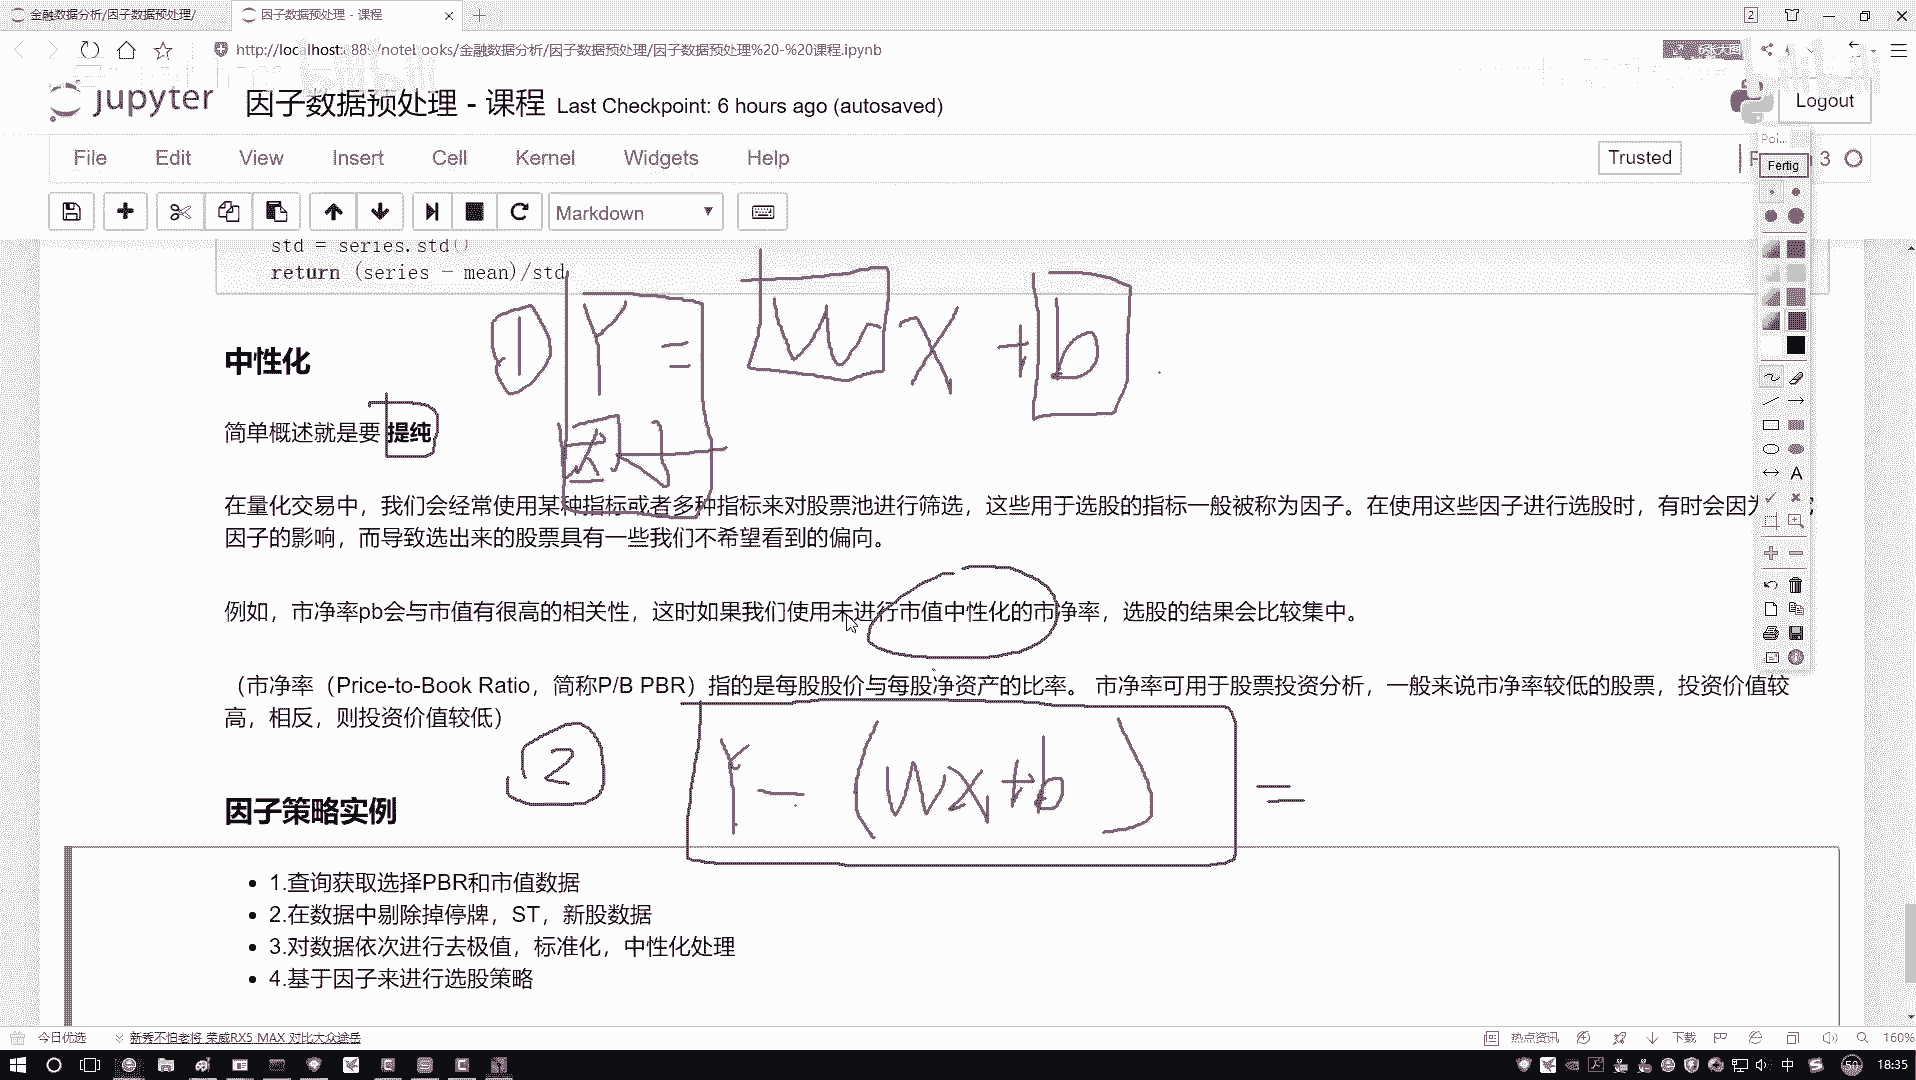 金融数据分析/因子数据预处理/
因子数据预处理 - 课程
2
http://localhost:889/notebooks/金融数据分析/因子数据预处理/因子数据预处理%20-%20课程.ipynb
jupyter 因子数据预处理 - 课程 Last Checkpoint: 6 hours ago (autosaved)
Logout
Poi...
File Edit View Insert Cell Kernel Widgets Help
Trusted
3
Fertig
Markdown
std = series.std()
return (series - mean)/std
① Y = W X + b
因子
中性化
简单概述就是要 提纯
在量化交易中，我们会经常使用某种指标或者多种指标来对股票池进行筛选，这些用于选股的指标一般被称为因子。在使用这些因子进行选股时，有时会因为
因子的影响，而导致选出来的股票具有一些我们不希望看到的偏向。
例如，市净率pb会与市值有很高的相关性，这时如果我们使用未进行市值中性化的市净率，选股的结果会比较集中。
（市净率（Price-to-Book Ratio，简称P/B PBR）指的是每股股价与每股净资产的比率。 市净率可用于股票投资分析，一般来说市净率较低的股票，投资价值较
高，相反，则投资价值较低）
② Y - (WX+b) =
因子策略实例
• 1.查询获取选择PBR和市值数据
• 2.在数据中剔除掉停牌，ST，新股数据
• 3.对数据依次进行去极值，标准化，中性化处理
• 4.基于因子来进行选股策略
今日优选 新秀不怕老将 荣威RX5 MAX 对比大众途岳
热点资讯 下载 160%
中 50 18:35